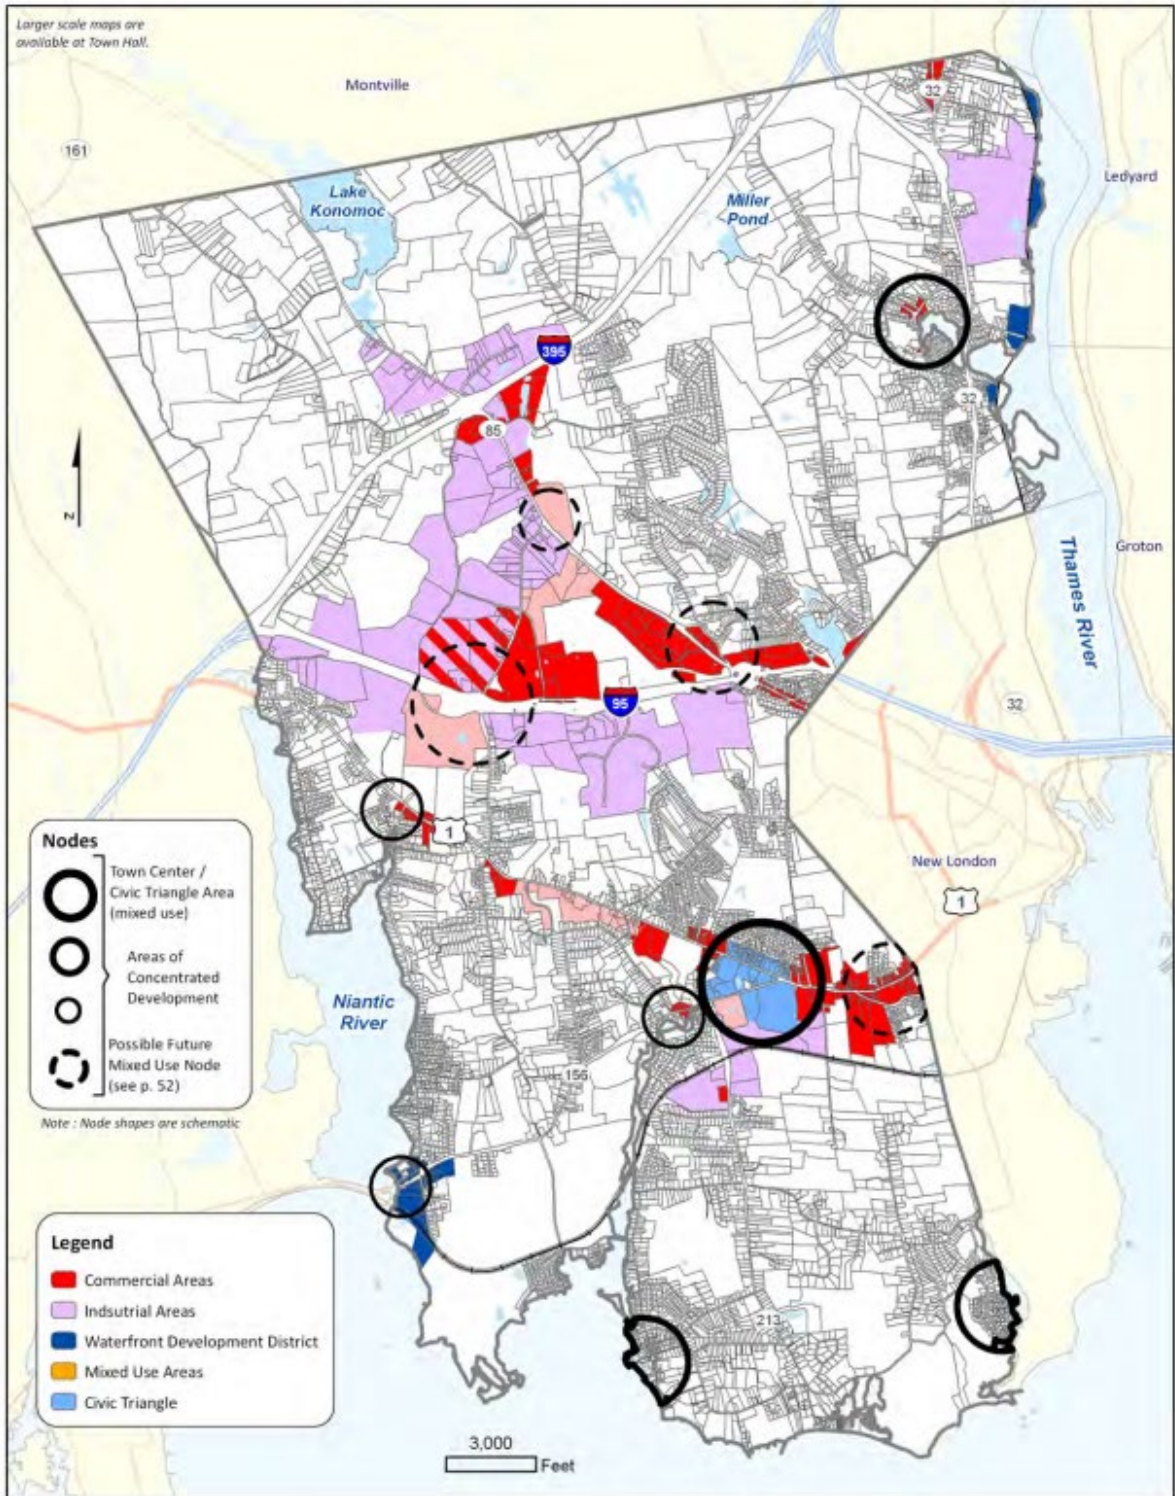 Larger scale maps are
available at Town Hall.
Montville
161
32
Ledyard
Lake
Konomoc
Miller
Pond
395
32
85
N
Groton
Thames River
95
32
1
New London
1
Nodes
Town Center /
Civic Triangle Area
(mixed use)
Areas of
Concentrated
Development
Possible Future
Mixed Use Node
(see p. 52)
Note : Node shapes are schematic
Niantic
River
156
213
Legend
Commercial Areas
Indsutrial Areas
Waterfront Development District
Mixed Use Areas
Civic Triangle
3,000
Feet